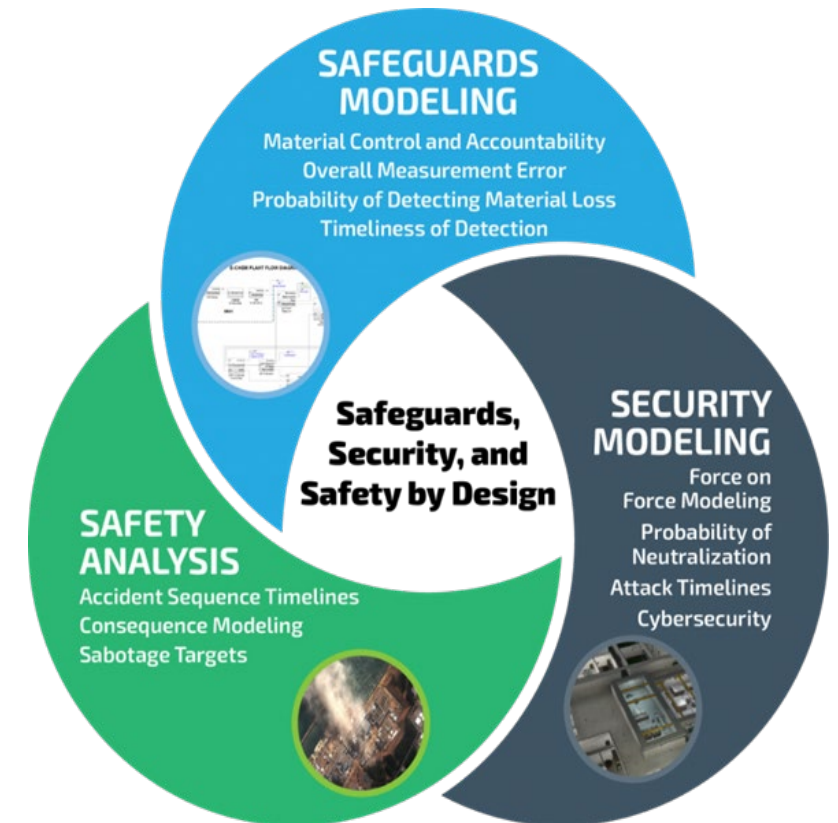 SAFEGUARDS
MODELING
Material Control and Accountability
Overall Measurement Error
Probability of Detecting Material Loss
Timeliness of Detection
Safeguards,
Security, and
Safety by Design
SECURITY
MODELING
Force on
Force Modeling
Probability of
Neutralization
Attack Timelines
Cybersecurity
SAFETY
ANALYSIS
Accident Sequence Timelines
Consequence Modeling
Sabotage Targets